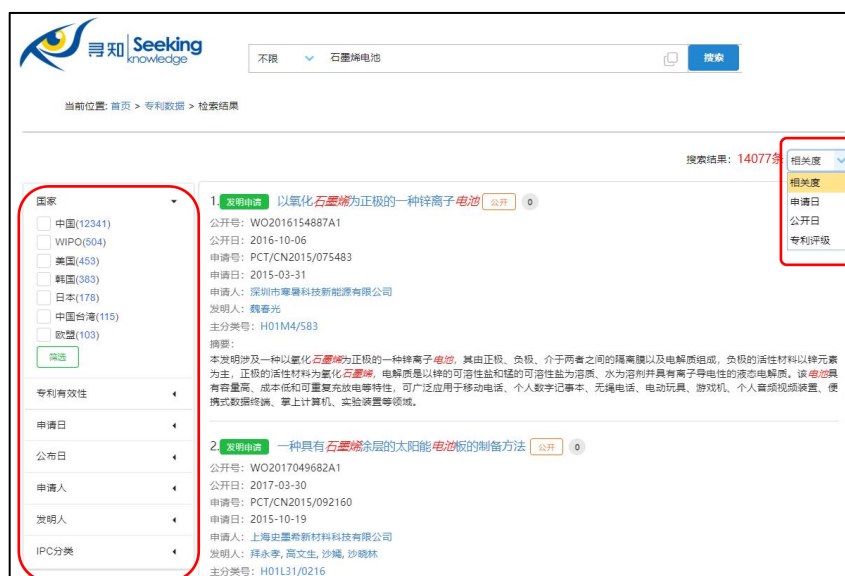 寻知 Seeking knowledge
不限 石墨烯电池 搜索
当前位置: 首页 > 专利数据 > 检索结果
搜索结果: 14077条 相关度
相关度
申请日
公开日
专利评级
国家
中国(12341)
WIPO(504)
美国(453)
韩国(383)
日本(178)
中国台湾(115)
欧盟(103)
筛选
专利有效性
申请日
公布日
申请人
发明人
IPC分类
1. 发明申请 以氧化石墨烯为正极的一种锌离子电池 公开 0
公开号: WO2016154887A1
公开日: 2016-10-06
申请号: PCT/CN2015/075483
申请日: 2015-03-31
申请人: 深圳市寒暑科技新能源有限公司
发明人: 魏春光
主分类号: H01M4/583
摘要:
本发明涉及一种以氧化石墨烯为正极的一种锌离子电池，其由正极、负极、介于两者之间的隔离膜以及电解质组成，负极的活性材料以锌元素
为主，正极的活性材料为氧化石墨烯，电解质是以锌的可溶性盐和锰的可溶性盐为溶质、水为溶剂并具有离子导电性的液态电解质。该电池具
有容量高、成本低和可重复充放电等特性，可广泛应用于移动电话、个人数字记事本、无绳电话、电动玩具、游戏机、个人音频视频装置、便
携式数据终端、掌上计算机、实验装置等领域。
2. 发明申请 一种具有石墨烯涂层的太阳能电池板的制备方法 公开 0
公开号: WO2017049682A1
公开日: 2017-03-30
申请号: PCT/CN2015/092160
申请日: 2015-10-19
申请人: 上海史墨希新材料科技有限公司
发明人: 拜永孝, 高文生, 沙嫣, 沙晓林
主分类号: H01L31/0216